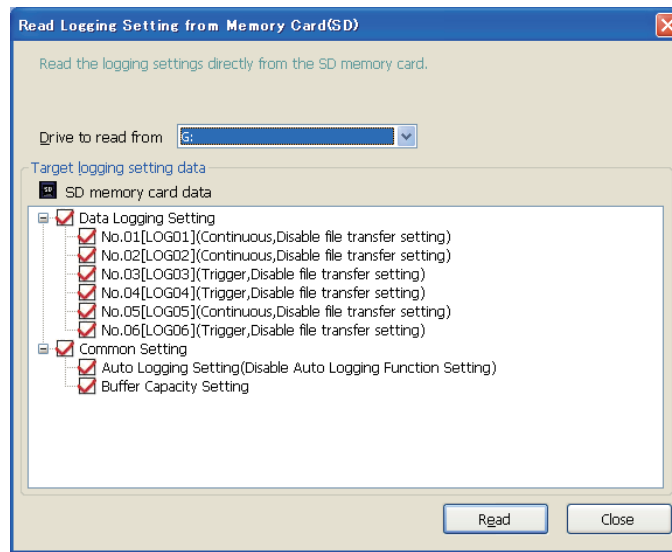 Read Logging Setting from Memory Card(SD)
Read the logging settings directly from the SD memory card.
Drive to read from G:
Target logging setting data
SD memory card data
Data Logging Setting
No.01[LOG01](Continuous,Disable file transfer setting)
No.02[LOG02](Continuous,Disable file transfer setting)
No.03[LOG03](Trigger,Disable file transfer setting)
No.04[LOG04](Trigger,Disable file transfer setting)
No.05[LOG05](Continuous,Disable file transfer setting)
No.06[LOG06](Trigger,Disable file transfer setting)
Common Setting
Auto Logging Setting(Disable Auto Logging Function Setting)
Buffer Capacity Setting
Read Close